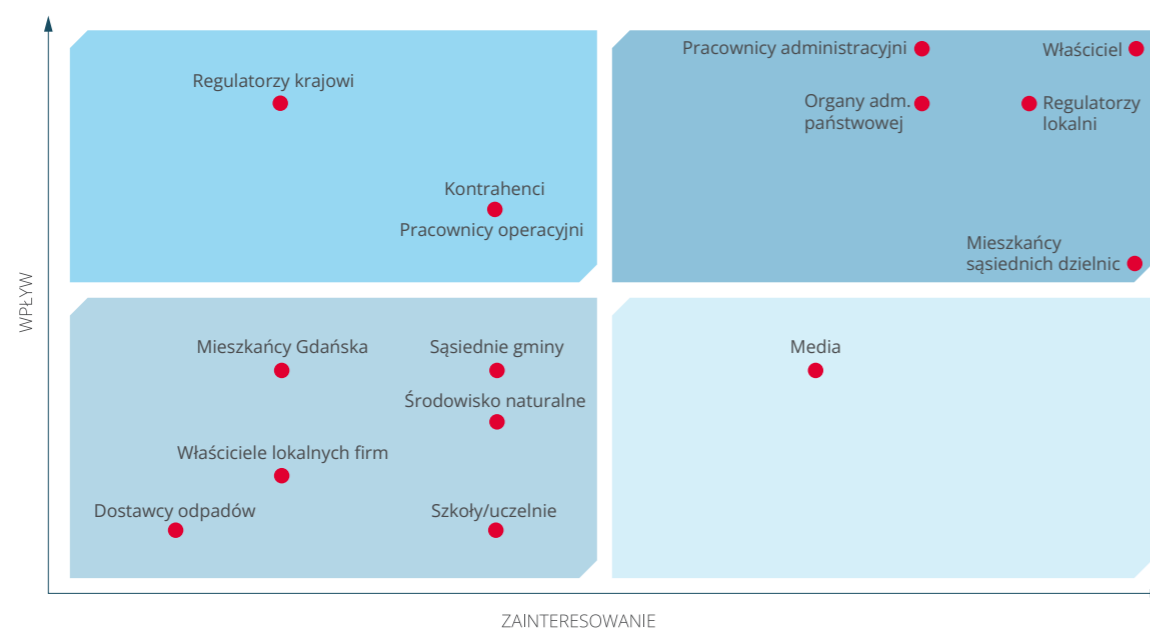 Pracownicy administracyjni
Właściciel
Regulatorzy krajowi
Organy adm.
państwowej
Regulatorzy
lokalni
Kontrahenci
Pracownicy operacyjni
Mieszkańcy
sąsiednich dzielnic
WPŁYW
Mieszkańcy Gdańska
Sąsiednie gminy
Media
Środowisko naturalne
Właściciele lokalnych firm
Dostawcy odpadów
Szkoły/uczelnie
ZAINTERESOWANIE